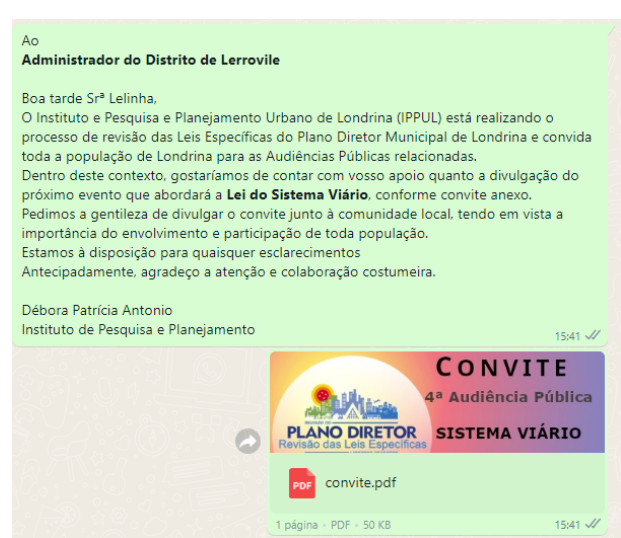 Ao
Administrador do Distrito de Lerrovile
Boa tarde Srª Lelinha,
O Instituto e Pesquisa e Planejamento Urbano de Londrina (IPPUL) está realizando o
processo de revisão das Leis Específicas do Plano Diretor Municipal de Londrina e convida
toda a população de Londrina para as Audiências Públicas relacionadas.
Dentro deste contexto, gostaríamos de contar com vosso apoio quanto a divulgação do
próximo evento que abordará a Lei do Sistema Viário, conforme convite anexo.
Pedimos a gentileza de divulgar o convite junto à comunidade local, tendo em vista a
importância do envolvimento e participação de toda população.
Estamos à disposição para quaisquer esclarecimentos
Antecipadamente, agradeço a atenção e colaboração costumeira.
Débora Patrícia Antonio
Instituto de Pesquisa e Planejamento
15:41
CONVITE
4ª Audiência Pública
PLANO DIRETOR
Revisão das Leis Específicas
SISTEMA VIÁRIO
PDF
convite.pdf
1 página · PDF · 50 KB
15:41